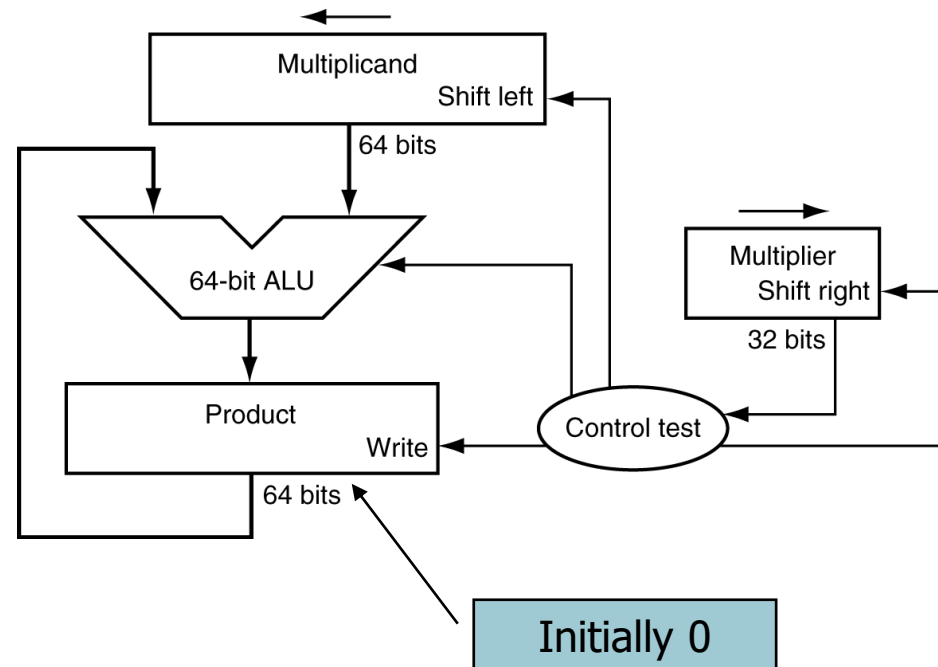 Multiplicand
Shift left
64 bits
64-bit ALU
Multiplier
Shift right
32 bits
Product
Write
Control test
64 bits
Initially 0